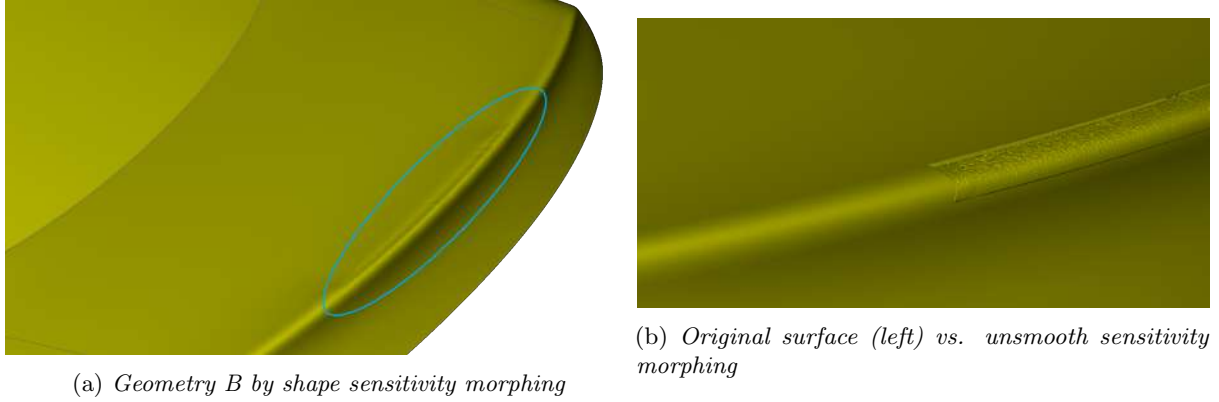 (a) Geometry B by shape sensitivity morphing
(b) Original surface (left) vs. unsmooth sensitivity
morphing